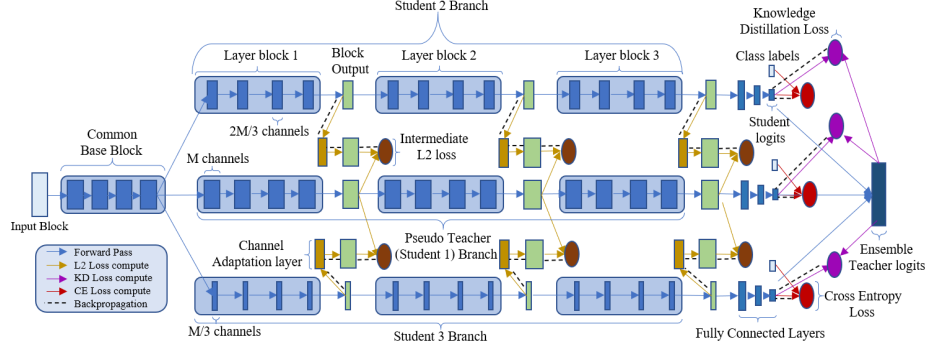 Student 2 Branch
Knowledge
Distillation Loss
Layer block 1
Block
Output
Layer block 2
Layer block 3
Class labels
2M/3 channels
Student
logits
Common
Base Block
M channels
Intermediate
L2 loss
Input Block
Pseudo Teacher
(Student 1) Branch
Channel
Adaptation layer
Ensemble
Teacher logits
Forward Pass
L2 Loss compute
KD Loss compute
CE Loss compute
Backpropagation
M/3 channels
Student 3 Branch
Fully Connected Layers
Cross Entropy
Loss